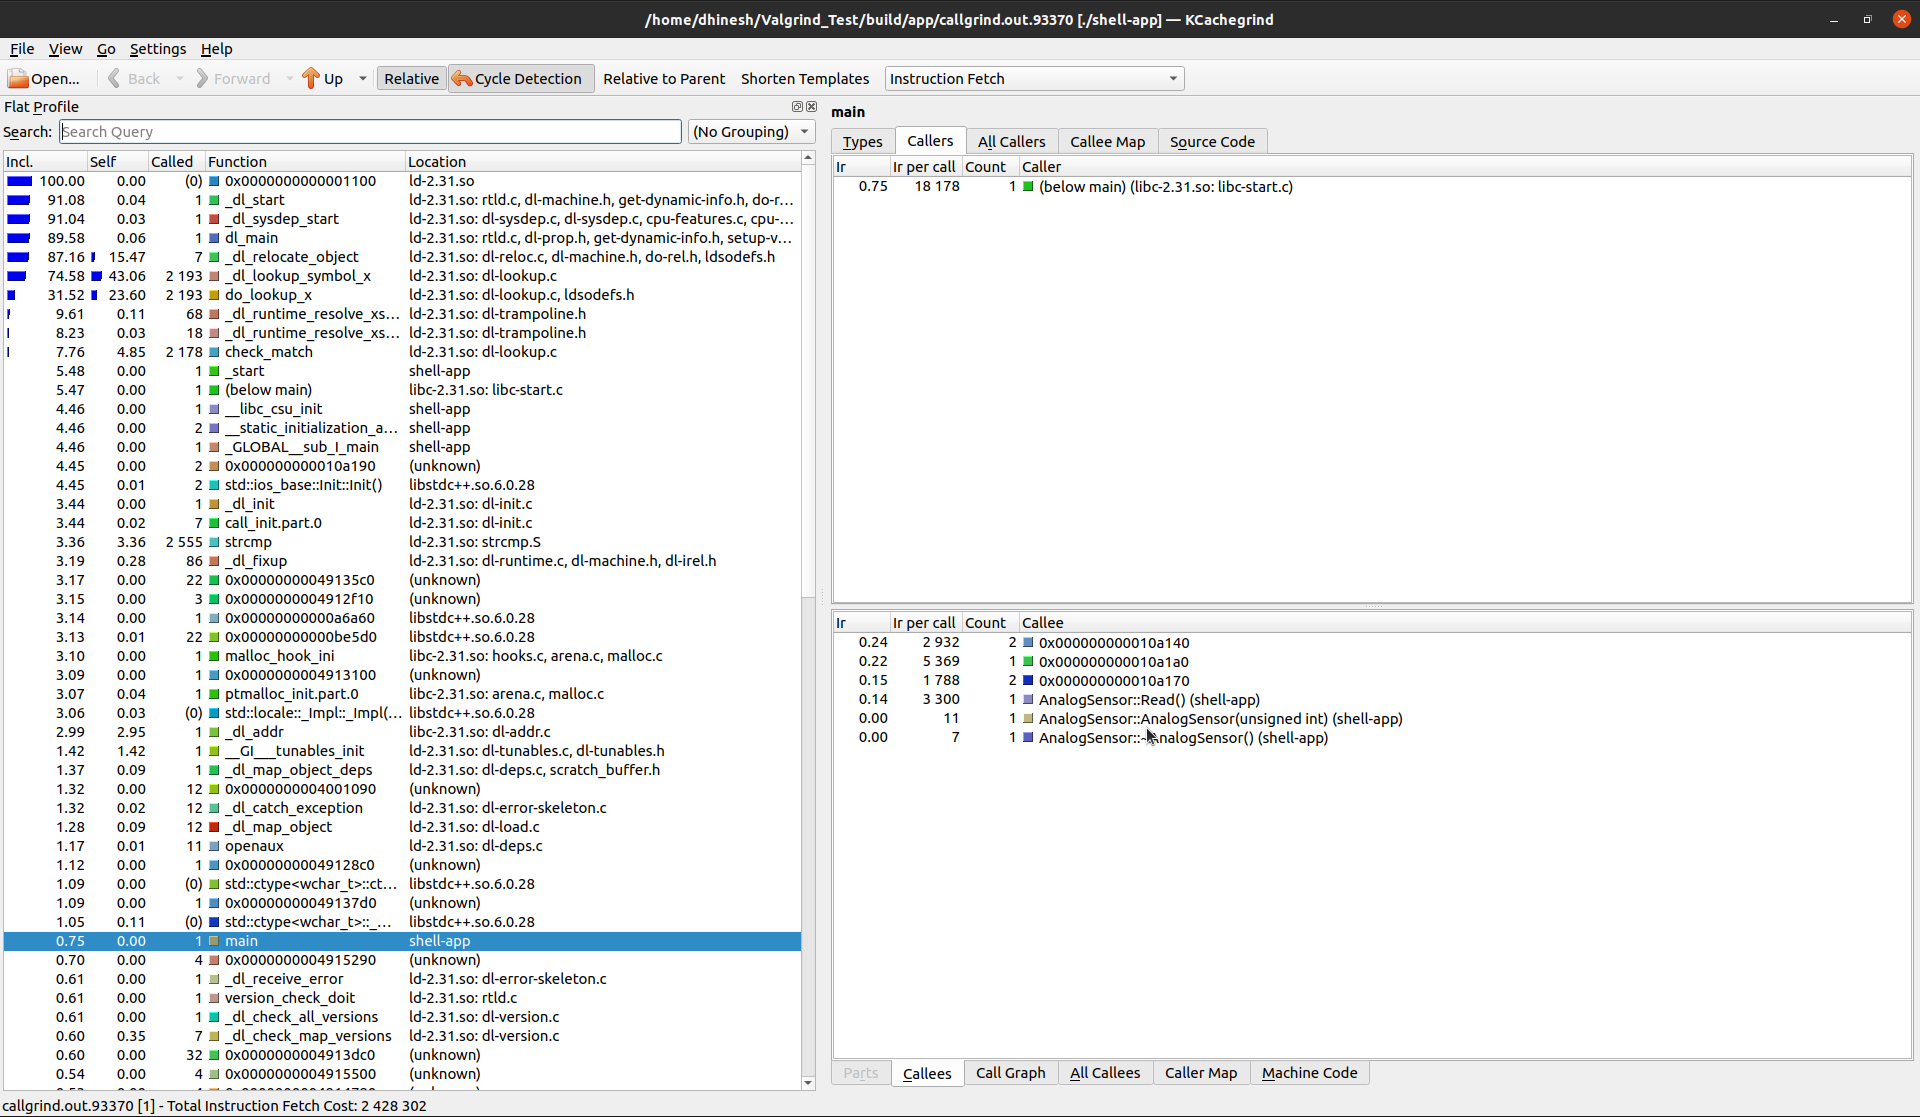 /home/dhinesh/Valgrind_Test/build/app/callgrind.out.93370 [./shell-app] — KCachegrind
File View Go Settings Help
Open... Back Forward Up Relative Cycle Detection Relative to Parent Shorten Templates Instruction Fetch
Flat Profile
Search: Search Query (No Grouping)
Incl. Self Called Function Location
100.00 0.00 (0) 0x0000000000001100 ld-2.31.so
91.08 0.04 1 _dl_start ld-2.31.so: rtld.c, dl-machine.h, get-dynamic-info.h, do-r...
91.04 0.03 1 _dl_sysdep_start ld-2.31.so: dl-sysdep.c, dl-sysdep.c, cpu-features.c, cpu-...
89.58 0.06 1 dl_main ld-2.31.so: rtld.c, dl-prop.h, get-dynamic-info.h, setup-v...
87.16 15.47 7 _dl_relocate_object ld-2.31.so: dl-reloc.c, dl-machine.h, do-rel.h, ldsodefs.h
74.58 43.06 2 193 _dl_lookup_symbol_x ld-2.31.so: dl-lookup.c
31.52 23.60 2 193 do_lookup_x ld-2.31.so: dl-lookup.c, ldsodefs.h
9.61 0.11 68 _dl_runtime_resolve_xs... ld-2.31.so: dl-trampoline.h
8.23 0.03 18 _dl_runtime_resolve_xs... ld-2.31.so: dl-trampoline.h
7.76 4.85 2 178 check_match ld-2.31.so: dl-lookup.c
5.48 0.00 1 _start shell-app
5.47 0.00 1 (below main) libc-2.31.so: libc-start.c
4.46 0.00 1 __libc_csu_init shell-app
4.46 0.00 2 __static_initialization_a... shell-app
4.46 0.00 1 _GLOBAL__sub_I_main shell-app
4.45 0.00 2 0x000000000010a190 (unknown)
4.45 0.01 2 std::ios_base::Init::Init() libstdc++.so.6.0.28
3.44 0.00 1 _dl_init ld-2.31.so: dl-init.c
3.44 0.02 7 call_init.part.0 ld-2.31.so: dl-init.c
3.36 3.36 2 555 strcmp ld-2.31.so: strcmp.S
3.19 0.28 86 _dl_fixup ld-2.31.so: dl-runtime.c, dl-machine.h, dl-irel.h
3.17 0.00 22 0x00000000049135c0 (unknown)
3.15 0.00 3 0x0000000004912f10 (unknown)
3.14 0.00 1 0x00000000000a6a60 libstdc++.so.6.0.28
3.13 0.01 22 0x00000000000be5d0 libstdc++.so.6.0.28
3.10 0.00 1 malloc_hook_ini libc-2.31.so: hooks.c, arena.c, malloc.c
3.09 0.00 1 0x0000000004913100 (unknown)
3.07 0.04 1 ptmalloc_init.part.0 libc-2.31.so: arena.c, malloc.c
3.06 0.03 (0) std::locale::_Impl::_Impl(... libstdc++.so.6.0.28
2.99 2.95 1 _dl_addr libc-2.31.so: dl-addr.c
1.42 1.42 1 __GI___tunables_init ld-2.31.so: dl-tunables.c, dl-tunables.h
1.37 0.09 1 _dl_map_object_deps ld-2.31.so: dl-deps.c, scratch_buffer.h
1.32 0.00 12 0x0000000004001090 (unknown)
1.32 0.02 12 _dl_catch_exception ld-2.31.so: dl-error-skeleton.c
1.28 0.09 12 _dl_map_object ld-2.31.so: dl-load.c
1.17 0.01 11 openaux ld-2.31.so: dl-deps.c
1.12 0.00 1 0x00000000049128c0 (unknown)
1.09 0.00 (0) std::ctype<wchar_t>::ct... libstdc++.so.6.0.28
1.09 0.00 1 0x00000000049137d0 (unknown)
1.05 0.11 (0) std::ctype<wchar_t>::_... libstdc++.so.6.0.28
0.75 0.00 1 main shell-app
0.70 0.00 4 0x0000000004915290 (unknown)
0.61 0.00 1 _dl_receive_error ld-2.31.so: dl-error-skeleton.c
0.61 0.00 1 version_check_doit ld-2.31.so: rtld.c
0.61 0.00 1 _dl_check_all_versions ld-2.31.so: dl-version.c
0.60 0.35 7 _dl_check_map_versions ld-2.31.so: dl-version.c
0.60 0.00 32 0x0000000004913dc0 (unknown)
0.54 0.00 4 0x0000000004915500 (unknown)
main
Types Callers All Callers Callee Map Source Code
Ir Ir per call Count Caller
0.75 18 178 1 (below main) (libc-2.31.so: libc-start.c)
Ir Ir per call Count Callee
0.24 2 932 2 0x000000000010a140
0.22 5 369 1 0x000000000010a1a0
0.15 1 788 2 0x000000000010a170
0.14 3 300 1 AnalogSensor::Read() (shell-app)
0.00 11 1 AnalogSensor::AnalogSensor(unsigned int) (shell-app)
0.00 7 1 AnalogSensor::~AnalogSensor() (shell-app)
Parts Callees Call Graph All Callees Caller Map Machine Code
callgrind.out.93370 [1] - Total Instruction Fetch Cost: 2 428 302